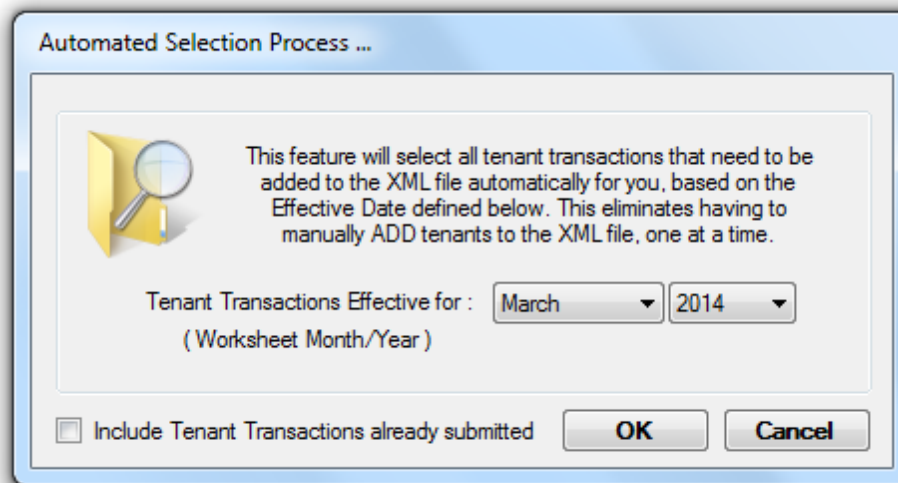 Automated Selection Process ...
This feature will select all tenant transactions that need to be
added to the XML file automatically for you, based on the
Effective Date defined below. This eliminates having to
manually ADD tenants to the XML file, one at a time.
Tenant Transactions Effective for : March 2014
( Worksheet Month/Year )
Include Tenant Transactions already submitted OK Cancel